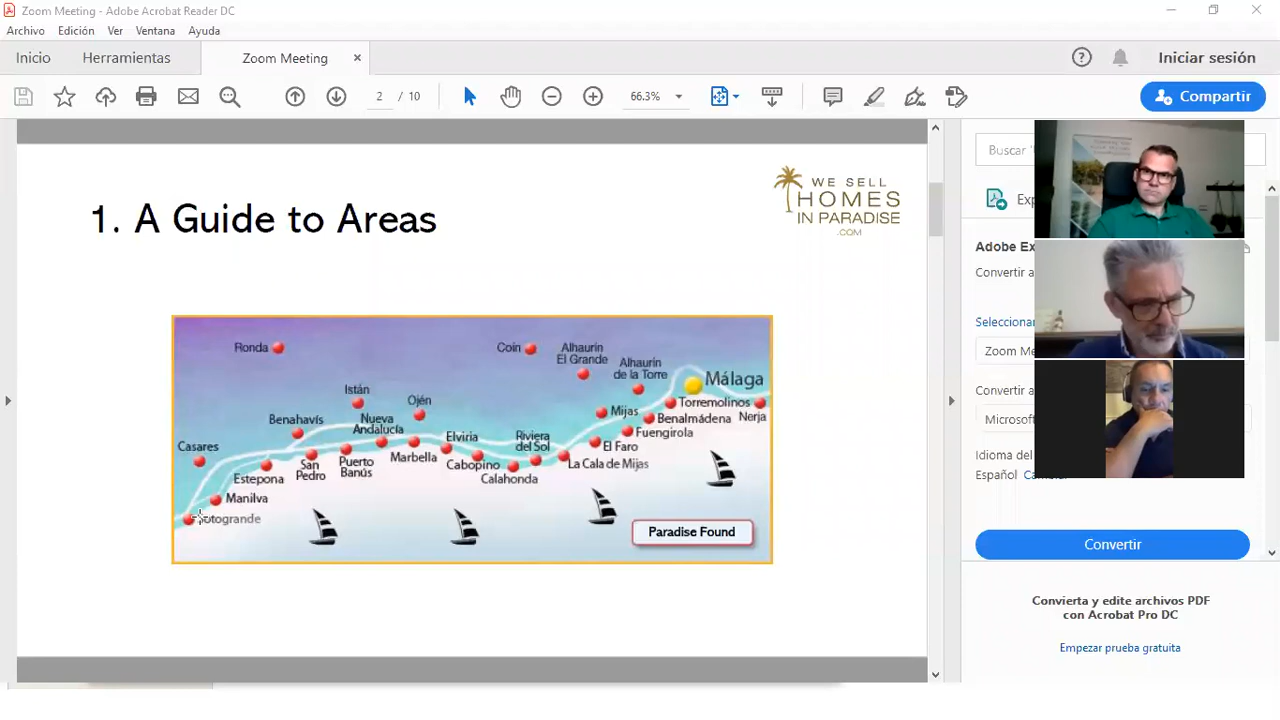 Zoom Meeting - Adobe Acrobat Reader DC
Archivo Edición Ver Ventana Ayuda
Inicio Herramientas Zoom Meeting × Iniciar sesión
2 / 10 66.3% Compartir
1. A Guide to Areas
WE SELL
HOMES
IN PARADISE
.COM
Ronda
Coin
Alhaurin
El Grande
Alhaurin
de la Torre
Málaga
Istán
Ojén
Torremolinos
Nerja
Benahavís
Nueva
Andalucía
Mijas
Benalmádena
Fuengirola
Casares
Elviria
Riviera
del Sol
El Faro
San
Pedro
Puerto
Banús
Marbella
Cabopino
La Cala de Mijas
Estepona
Calahonda
Manilva
Paradise Found
Buscar
Adobe Ex
Convertir a
Seleccionar
Zoom Me
Convertir a
Microsoft
Idioma del
Español
Convertir
Convierta y edite archivos PDF
con Acrobat Pro DC
Empezar prueba gratuita